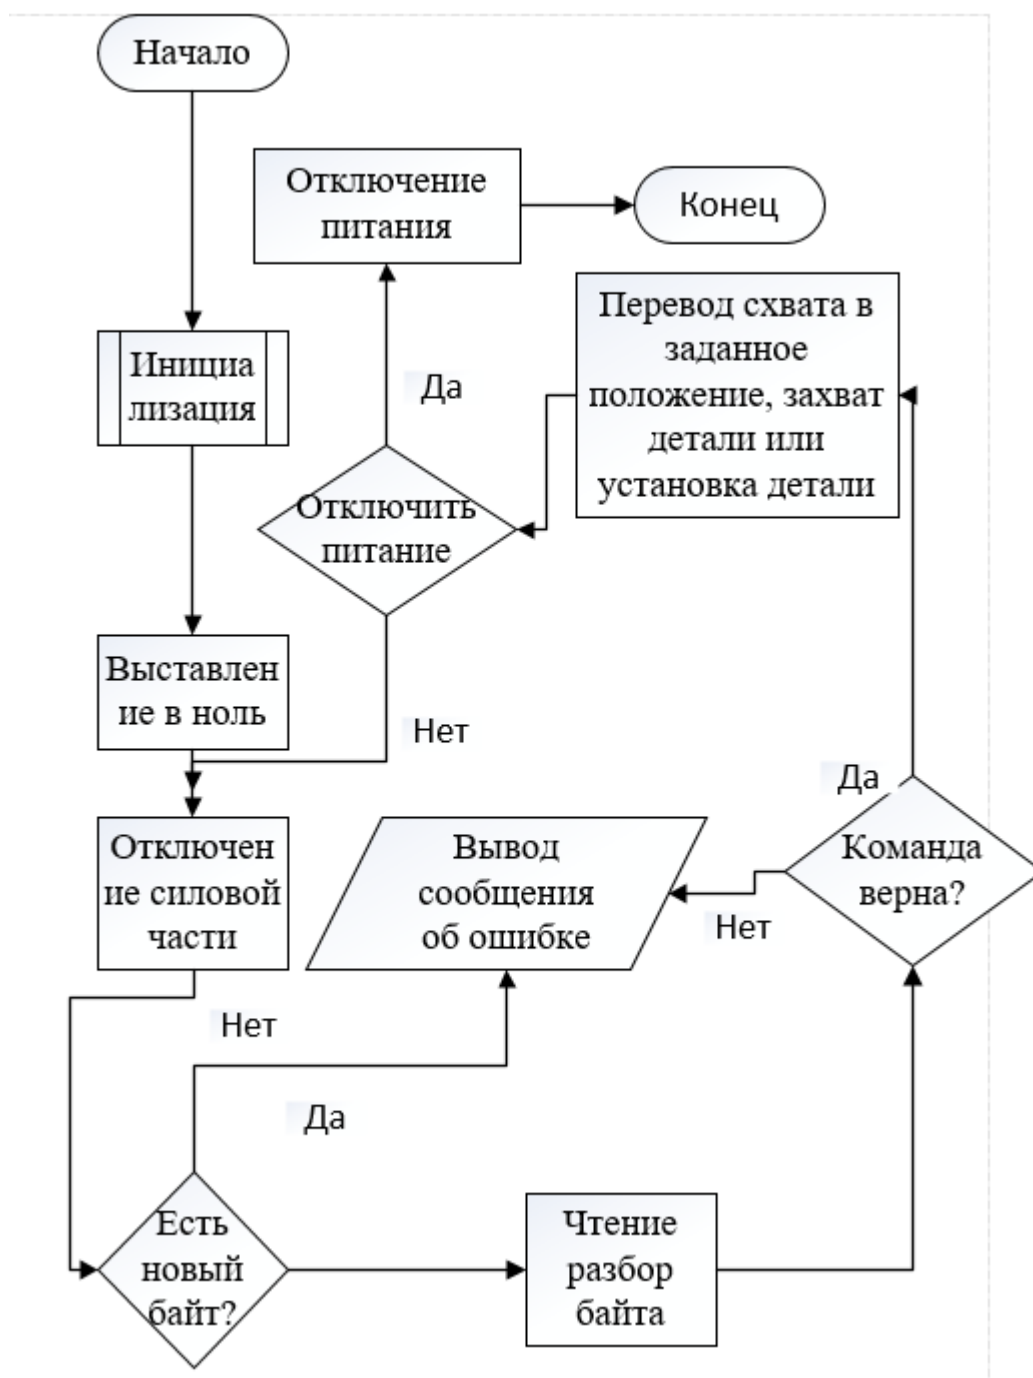 Начало
Отключение
питания
Конец
Перевод схвата в
заданное
положение, захват
детали или
установка детали
Инициа
лизация
Да
Отключить
питание
Выставлен
ие в ноль
Нет
Да
Отключен
ие силовой
части
Вывод
сообщения
об ошибке
Команда
верна?
Нет
Нет
Да
Есть
новый
байт?
Чтение
разбор
байта